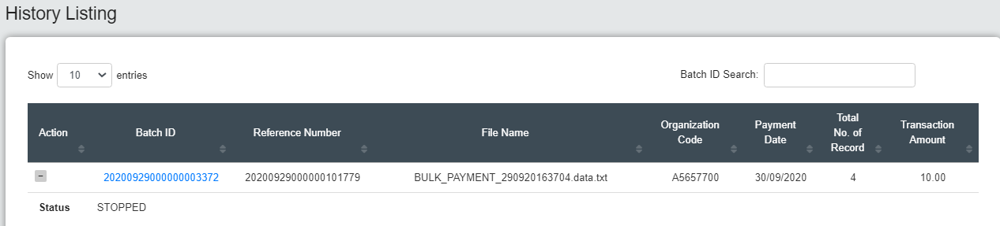 History Listing
Show 10 entries Batch ID Search:
Action Batch ID Reference Number File Name Organization Code Payment Date Total No. of Record Transaction Amount
20200929000000003372 20200929000000101779 BULK_PAYMENT_290920163704.data.txt A5657700 30/09/2020 4 10.00
Status STOPPED